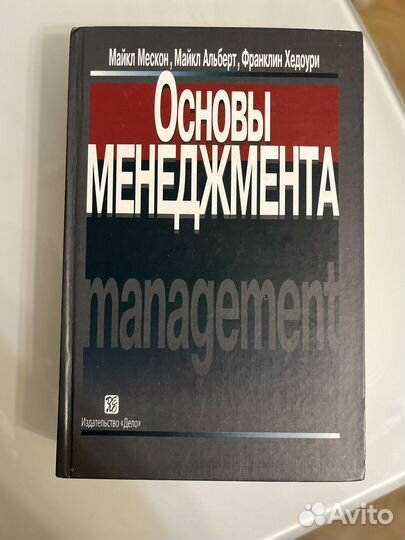 Майкл Мескон, Майкл Альберт, Франклин Хедоури
Основы
менеджмента
management
Издательство «Дело»
Avito